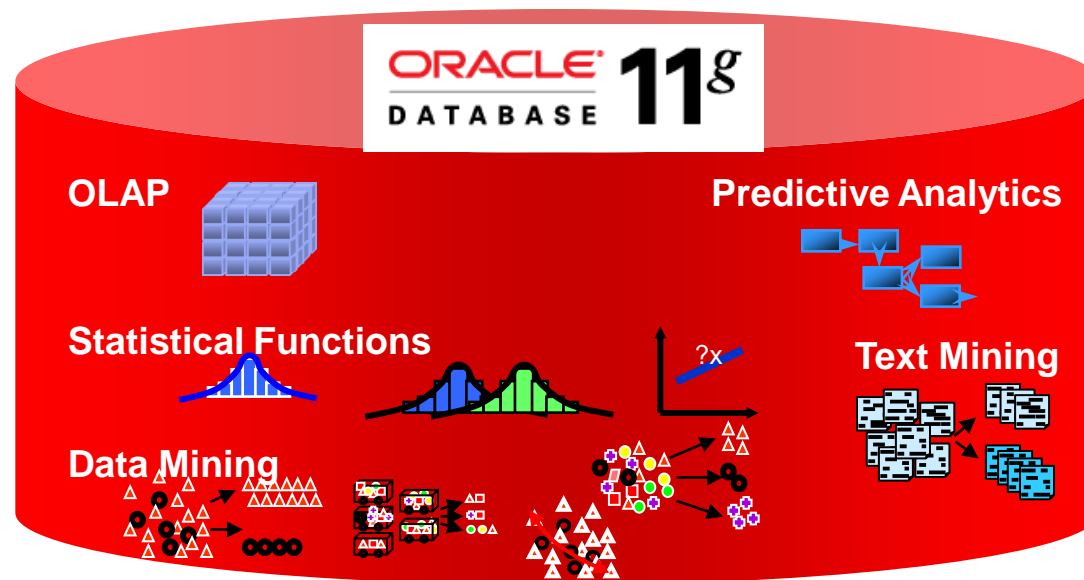 ORACLE® 11g
DATABASE
OLAP
Predictive Analytics
Statistical Functions
?x
Text Mining
Data Mining